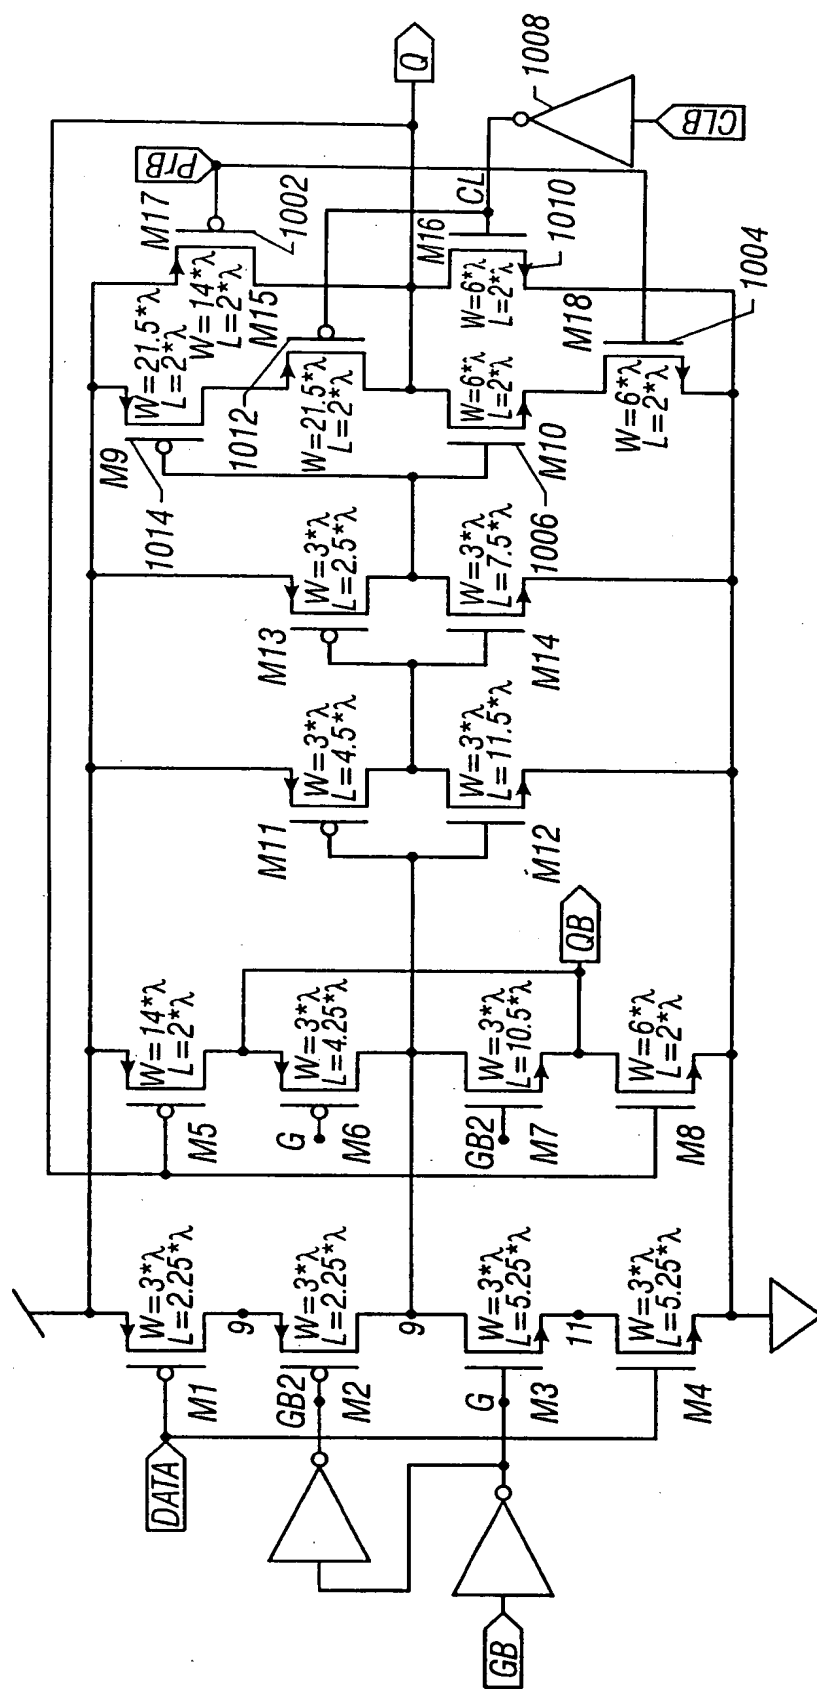 DATA
GB
GB2
G
M1
W=3*λ
L=2.25*λ
9
M2
W=3*λ
L=2.25*λ
9
M3
W=3*λ
L=5.25*λ
11
M4
W=3*λ
L=5.25*λ
M5
W=14*λ
L=2*λ
G
M6
W=3*λ
L=4.25*λ
GB2
M7
W=3*λ
L=10.5*λ
M8
W=6*λ
L=2*λ
QB
M11
W=3*λ
L=4.5*λ
M12
W=3*λ
L=11.5*λ
M13
W=3*λ
L=2.5*λ
M14
W=3*λ
L=7.5*λ
M9
1014
W=21.5*λ
L=2*λ
1012
M15
W=21.5*λ
L=2*λ
M10
1006
W=6*λ
L=2*λ
M17
1002
W=14*λ
L=2*λ
PrB
M16
CL
W=6*λ
L=2*λ
1010
M18
W=6*λ
L=2*λ
1004
Q
1008
CLB